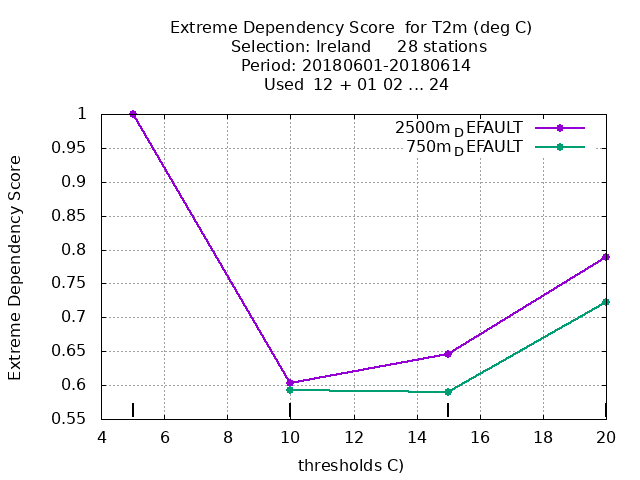 Extreme Dependency Score  for T2m (deg C)
Selection: Ireland     28 stations
Period: 20180601-20180614
Used  12 + 01 02 ... 24
2500m_DEFAULT
750m_DEFAULT
1
0.95
0.9
0.85
0.8
0.75
0.7
0.65
0.6
0.55
4 6 8 10 12 14 16 18 20
Extreme Dependency Score
thresholds C)